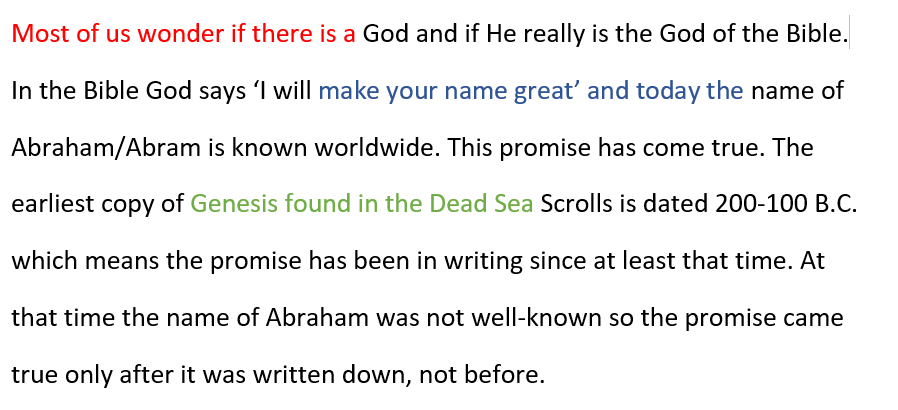 Most of us wonder if there is a God and if He really is the God of the Bible.
In the Bible God says ‘I will make your name great’ and today the name of
Abraham/Abram is known worldwide. This promise has come true. The
earliest copy of Genesis found in the Dead Sea Scrolls is dated 200-100 B.C.
which means the promise has been in writing since at least that time. At
that time the name of Abraham was not well-known so the promise came
true only after it was written down, not before.